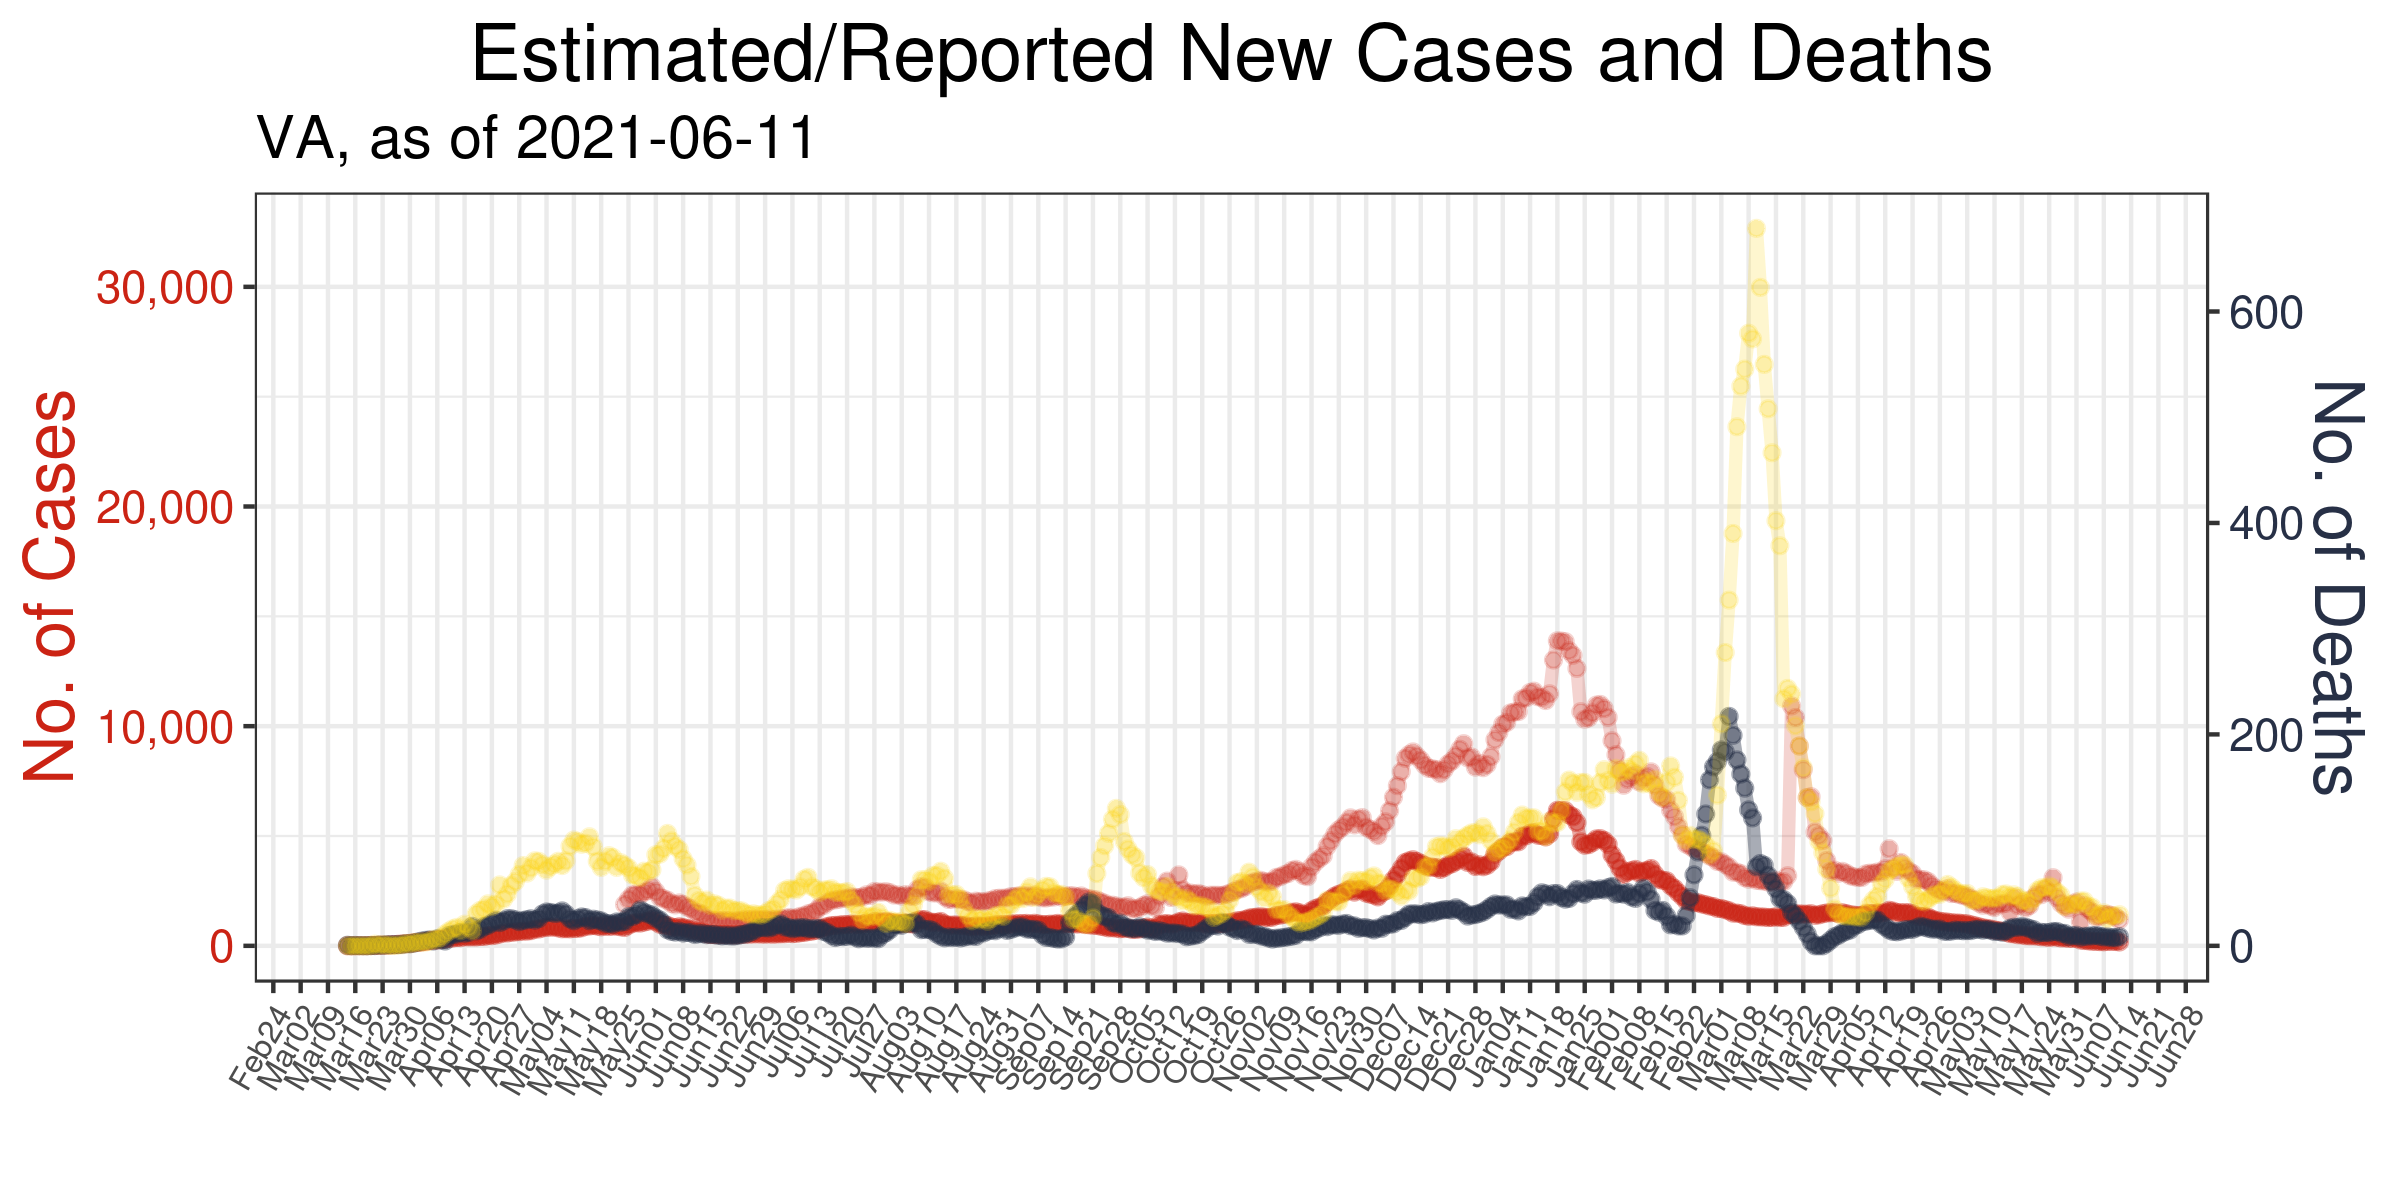 Estimated/Reported New Cases and Deaths
VA, as of 2021-06-11
No. of Cases
30,000
20,000
10,000
0
600
400
200
0
No. of Deaths
Feb24
Mar02
Mar09
Mar16
Mar23
Mar30
Apr06
Apr13
Apr20
Apr27
May04
May11
May18
May25
Jun01
Jun08
Jun15
Jun22
Jun29
Jul06
Jul13
Jul20
Jul27
Aug03
Aug10
Aug17
Aug24
Aug31
Sep07
Sep14
Sep21
Sep28
Oct05
Oct12
Oct19
Oct26
Nov02
Nov09
Nov16
Nov23
Nov30
Dec07
Dec14
Dec21
Dec28
Jan04
Jan11
Jan18
Jan25
Feb01
Feb08
Feb15
Feb22
Mar01
Mar08
Mar15
Mar22
Mar29
Apr05
Apr12
Apr19
Apr26
May03
May10
May17
May24
May31
Jun07
Jun14
Jun21
Jun28